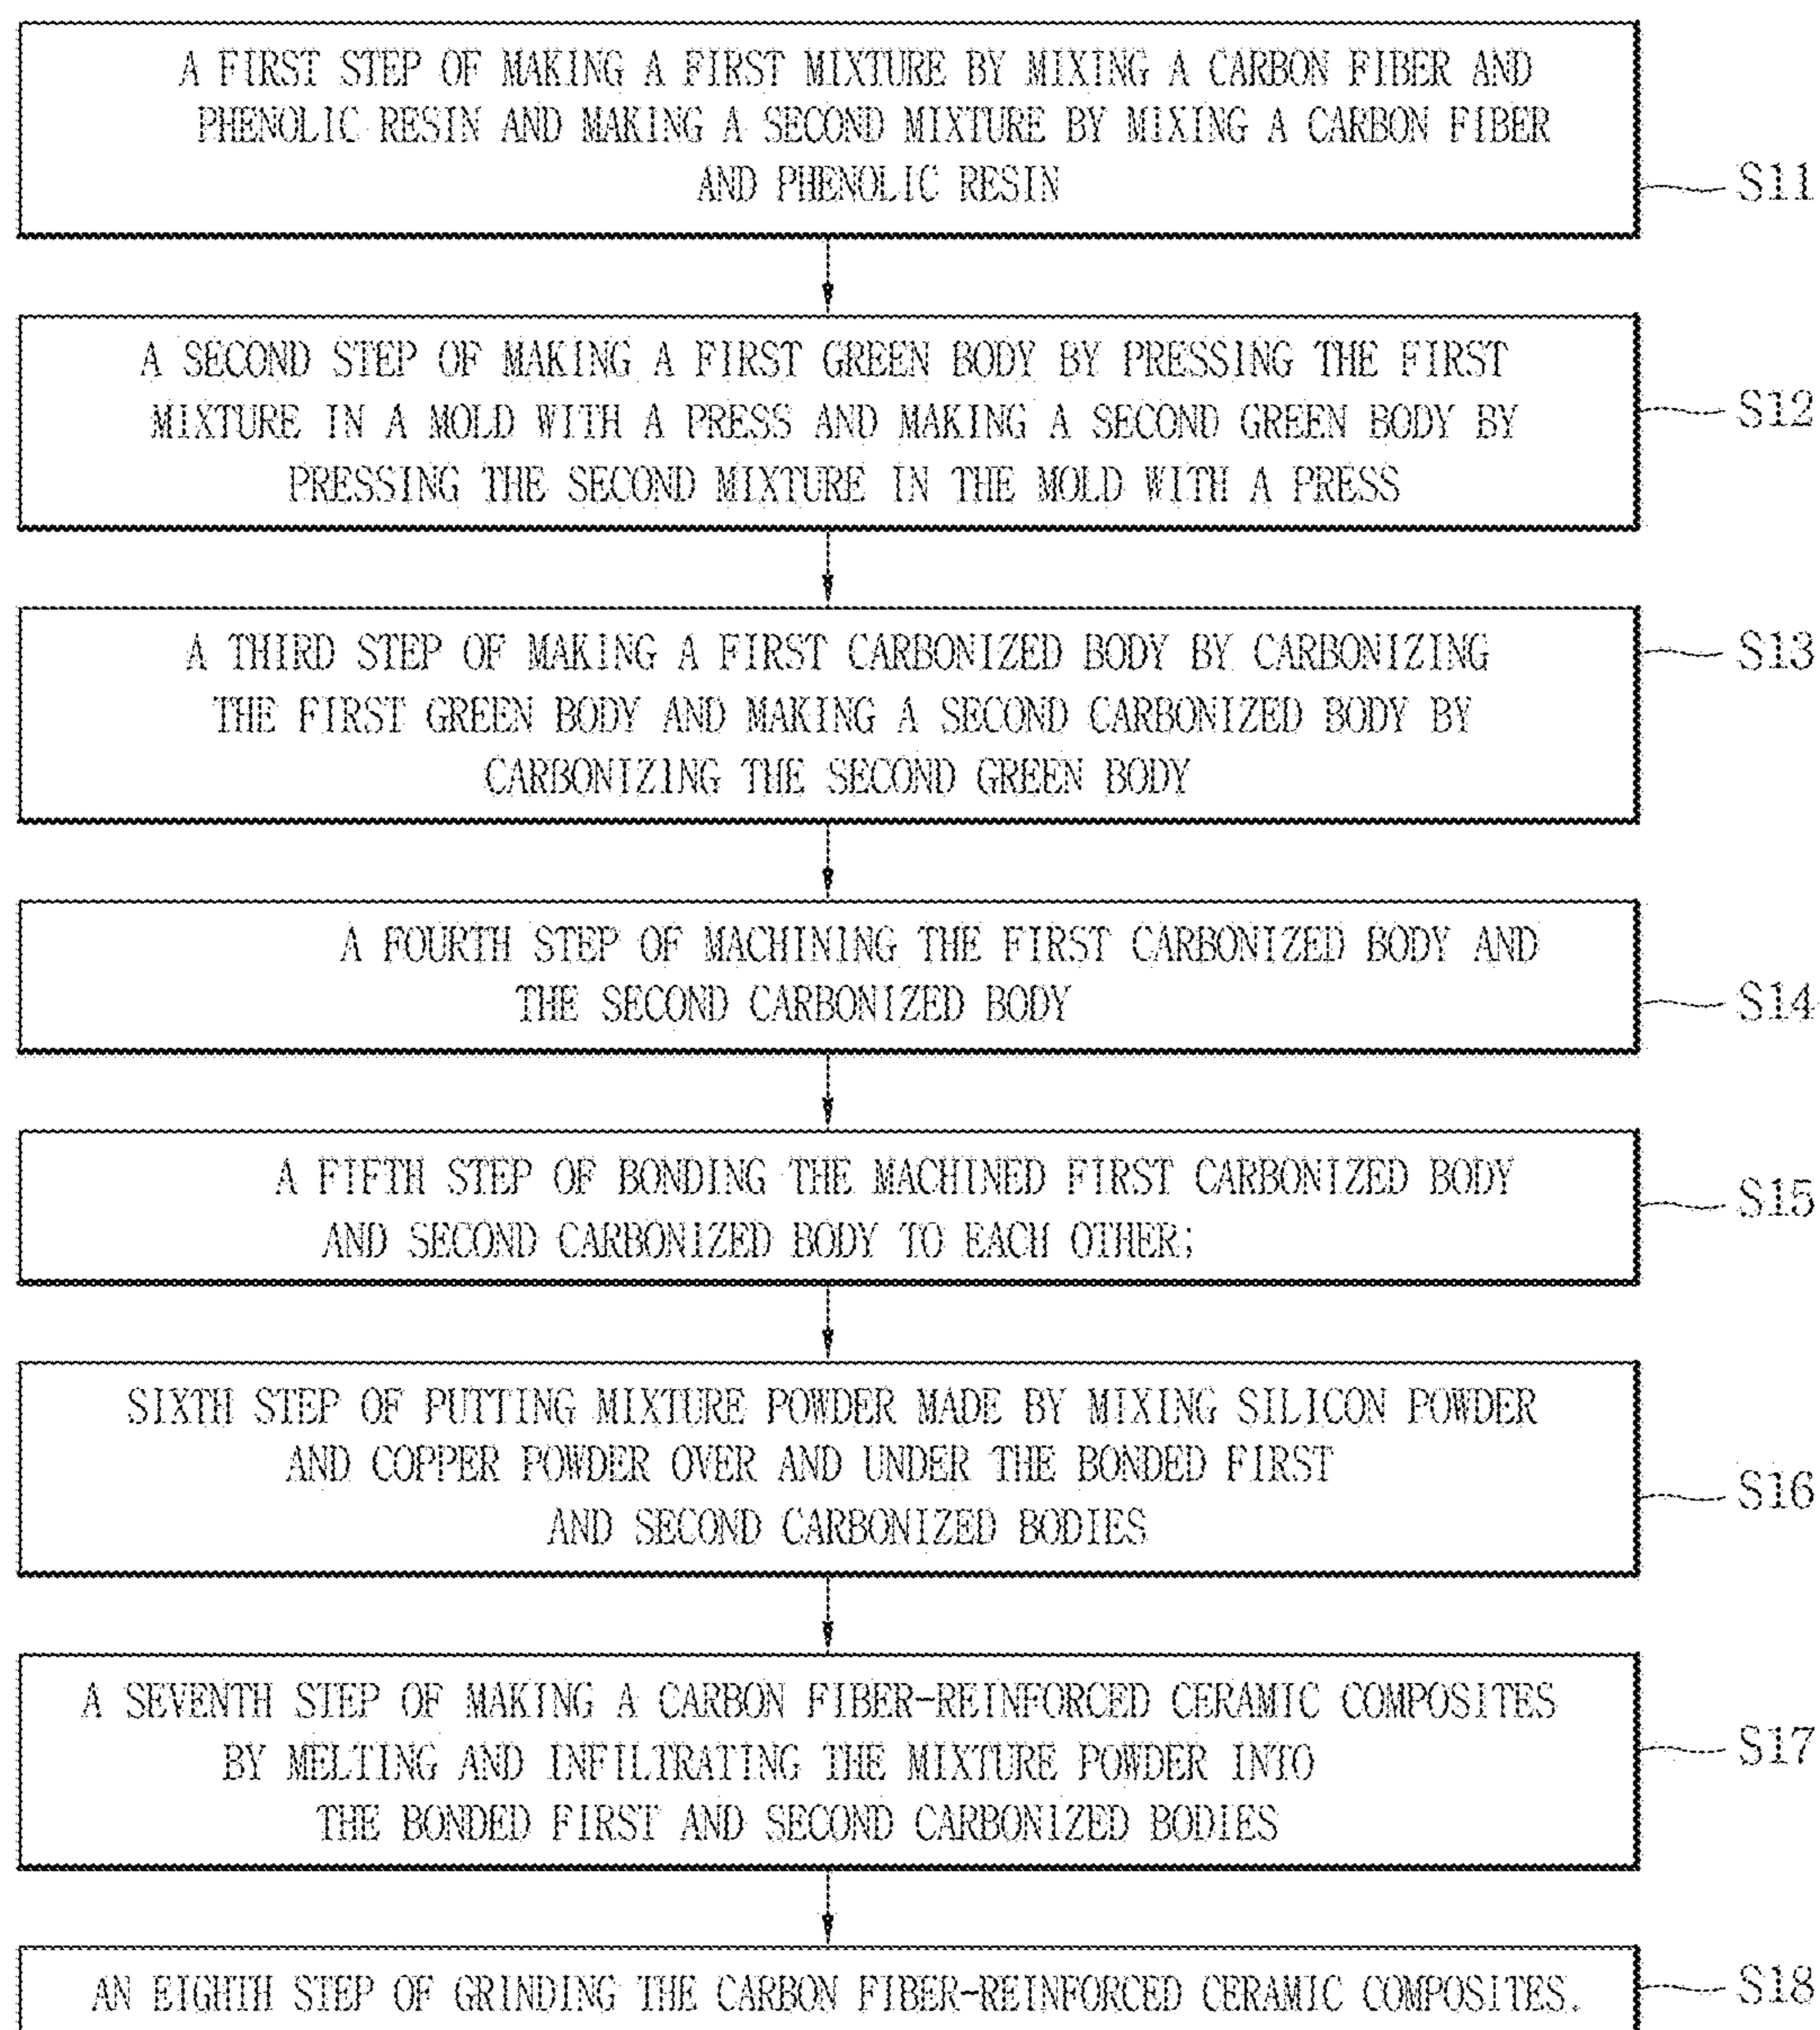 A FIRST STEP OF MAKING A FIRST MIXTURE BY MIXING A CARBON FIBER AND
PHENOLIC RESIN AND MAKING A SECOND MIXTURE BY MIXING A CARBON FIBER
AND PHENOLIC RESIN
S11
A SECOND STEP OF MAKING A FIRST GREEN BODY BY PRESSING THE FIRST
MIXTURE IN A MOLD WITH A PRESS AND MAKING A SECOND GREEN BODY BY
PRESSING THE SECOND MIXTURE IN THE MOLD WITH A PRESS
S12
A THIRD STEP OF MAKING A FIRST CARBONIZED BODY BY CARBONIZING
THE FIRST GREEN BODY AND MAKING A SECOND CARBONIZED BODY BY
CARBONIZING THE SECOND GREEN BODY
S13
A FOURTH STEP OF MACHINING THE FIRST CARBONIZED BODY AND
THE SECOND CARBONIZED BODY
S14
A FIFTH STEP OF BONDING THE MACHINED FIRST CARBONIZED BODY
AND SECOND CARBONIZED BODY TO EACH OTHER;
S15
SIXTH STEP OF PUTTING MIXTURE POWDER MADE BY MIXING SILICON POWDER
AND COPPER POWDER OVER AND UNDER THE BONDED FIRST
AND SECOND CARBONIZED BODIES
S16
A SEVENTH STEP OF MAKING A CARBON FIBER-REINFORCED CERAMIC COMPOSITES
BY MELTING AND INFILTRATING THE MIXTURE POWDER INTO
THE BONDED FIRST AND SECOND CARBONIZED BODIES
S17
AN EIGHTH STEP OF GRINDING THE CARBON FIBER-REINFORCED CERAMIC COMPOSITES.
S18